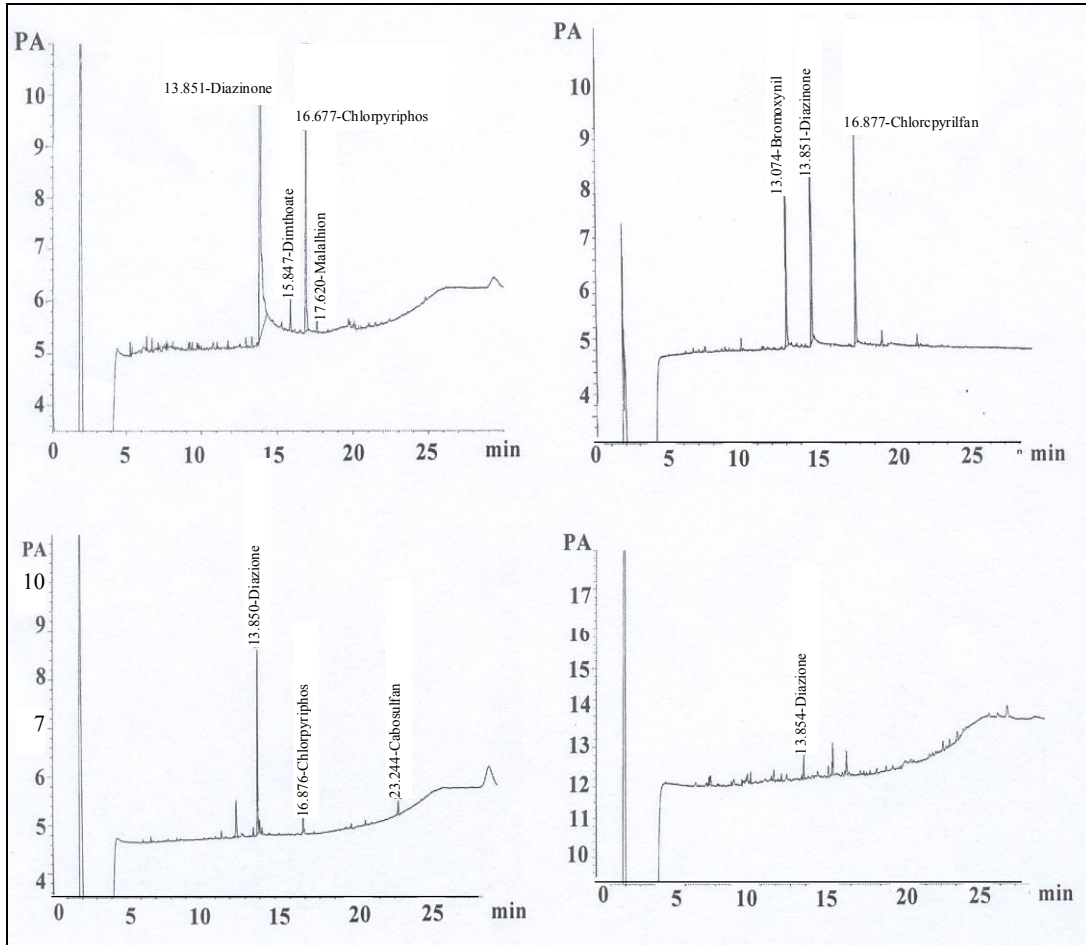 PA
10
9
8
7
6
5
4
0 5 10 15 20 25 min
13.851-Diazinone
15.847-Dimthoate
16.677-Chlorpyriphos
17.620-Malalhion
PA
10
9
8
7
6
5
4
0 5 10 15 20 25 min
13.074-Bromoxynil
13.851-Diazinone
16.877-Chlorcpyrilfan
PA
10
9
8
7
6
5
4
0 5 10 15 20 25 min
13.850-Diazione
16.876-Chlorpyriphos
23.244-Cabosulfan
PA
17
16
15
14
13
12
11
10
0 5 10 15 20 25 min
13.854-Diazione